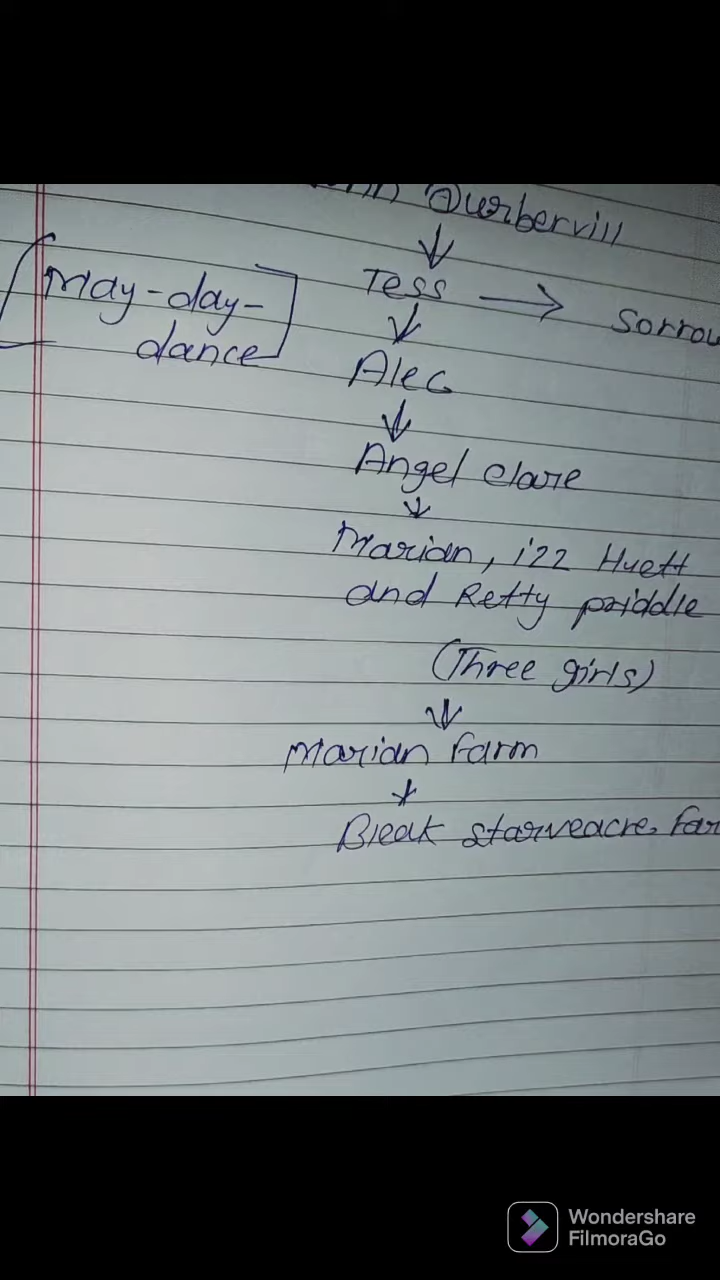 Durbervill
May-day-
dance
Tess → Sorrow
Alec
Angel Clare
Marian, izz Huett
and Retty priddle
(Three girls)
Marian Farm
Bleak starveacre. Far
Wondershare
FilmoraGo